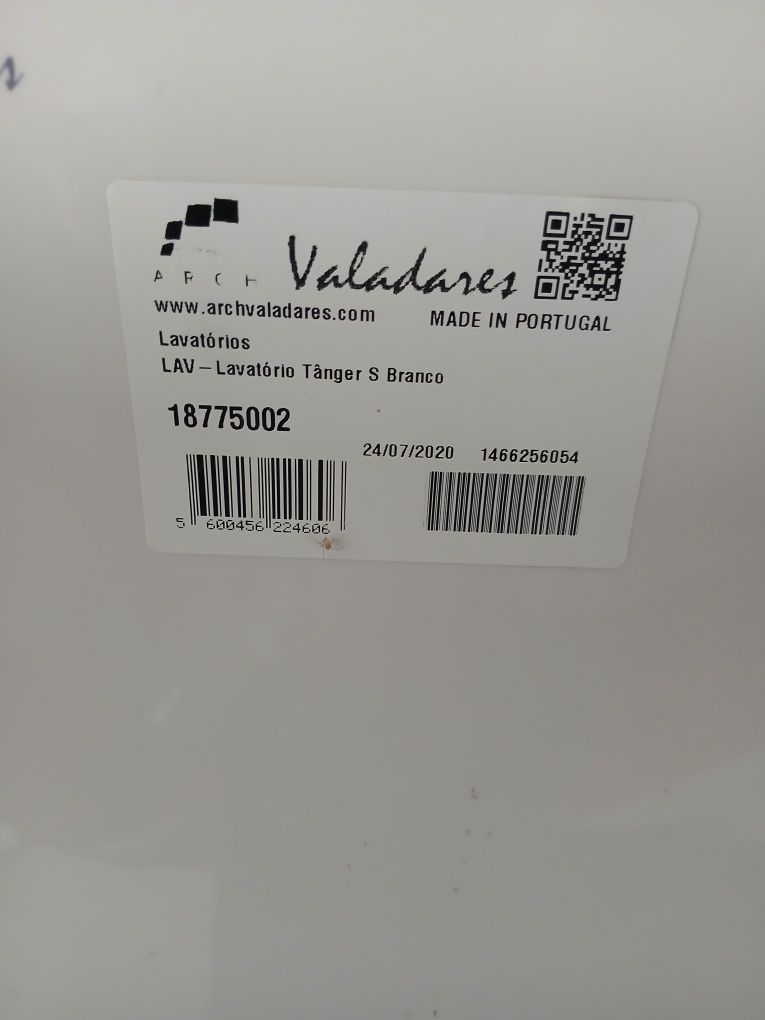 ARCH Valadares
www.archvaladares.com MADE IN PORTUGAL
Lavatórios
LAV – Lavatório Tânger S Branco
18775002
24/07/2020 1466256054
5 600456 224606